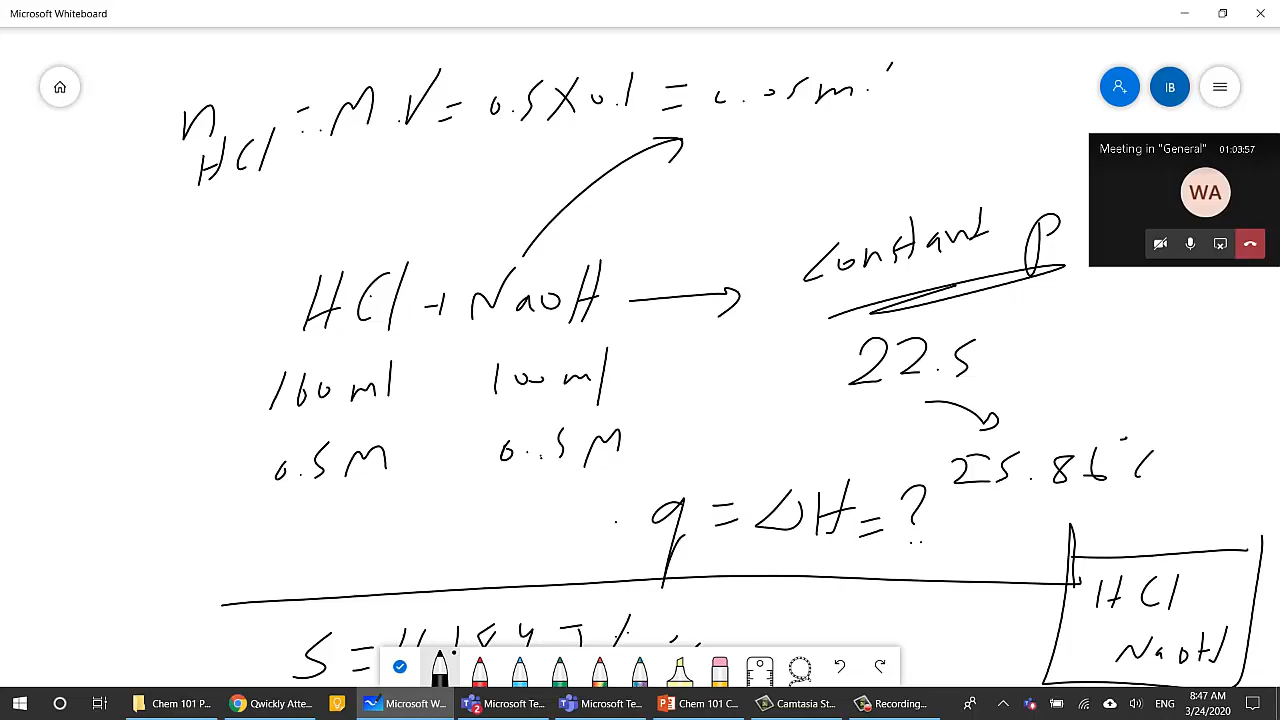 Microsoft Whiteboard
IB
Meeting in "General" 01:03:57
WA
n HCl = M.V = 0.5 X 0.1 = 0.05 m
constant P
HCl + NaOH →
22.5
100 ml 100 ml
0.5 M 0.5 M
25.86°C
q = ΔH = ?
HCl
NaOH
S = 4.184 J
Chem 101 P...
Qwickly Atte...
Microsoft W...
Microsoft Te...
Microsoft Te...
Chem 101 C...
Camtasia St...
Recording...
ENG
8:47 AM
3/24/2020